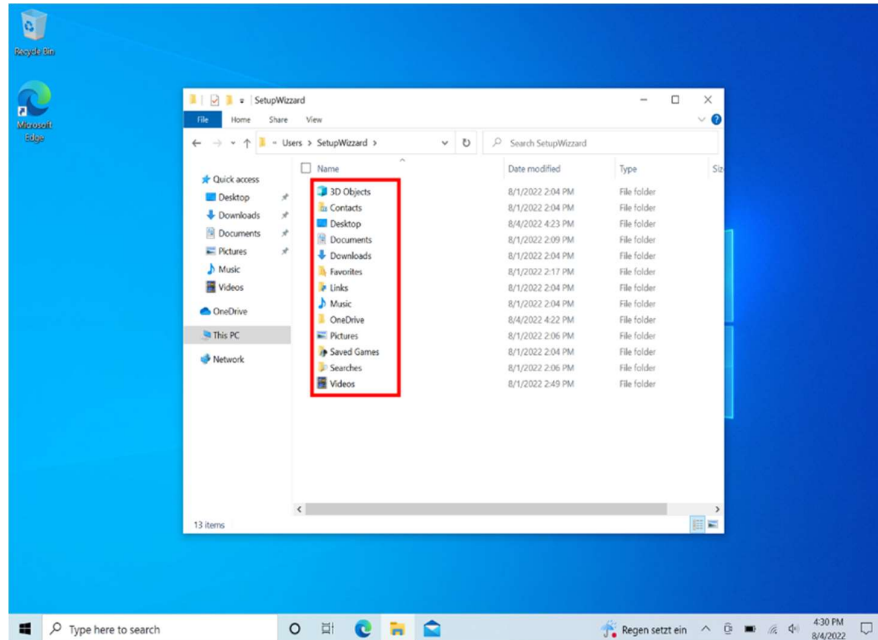 Recycle Bin
Microsoft
Edge
SetupWizzard
File Home Share View
Users > SetupWizzard >
Search SetupWizzard
Name Date modified Type Siz
Quick access
Desktop
Downloads
Documents
Pictures
Music
Videos
OneDrive
This PC
Network
3D Objects 8/1/2022 2:04 PM File folder
Contacts 8/1/2022 2:04 PM File folder
Desktop 8/4/2022 4:23 PM File folder
Documents 8/1/2022 2:09 PM File folder
Downloads 8/1/2022 2:04 PM File folder
Favorites 8/1/2022 2:17 PM File folder
Links 8/1/2022 2:04 PM File folder
Music 8/1/2022 2:04 PM File folder
OneDrive 8/4/2022 4:22 PM File folder
Pictures 8/1/2022 2:06 PM File folder
Saved Games 8/1/2022 2:04 PM File folder
Searches 8/1/2022 2:06 PM File folder
Videos 8/1/2022 2:49 PM File folder
13 items
Type here to search
Regen setzt ein
4:30 PM
8/4/2022